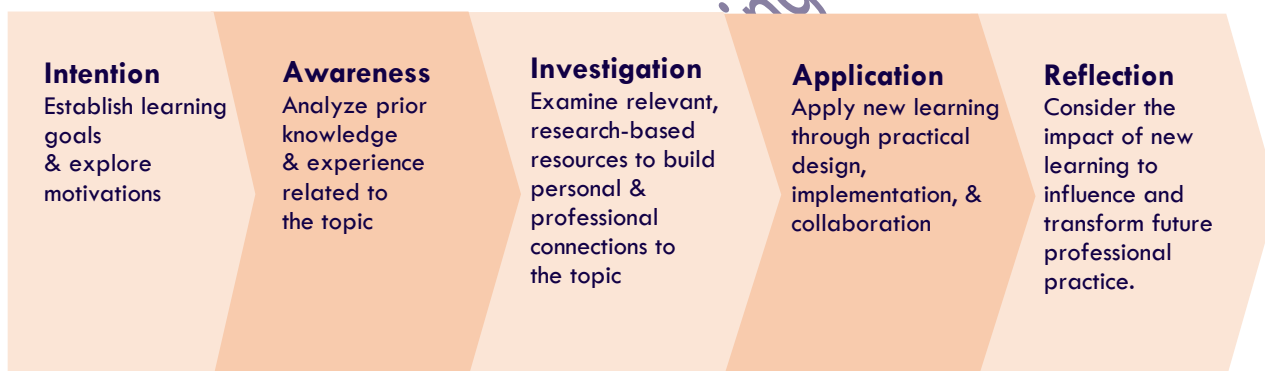 ing
Intention
Establish learning
goals
& explore
motivations
Awareness
Analyze prior
knowledge
& experience
related to
the topic
Investigation
Examine relevant,
research-based
resources to build
personal &
professional
connections to
the topic
Application
Apply new learning
through practical
design,
implementation, &
collaboration
Reflection
Consider the
impact of new
learning to
influence and
transform future
professional
practice.